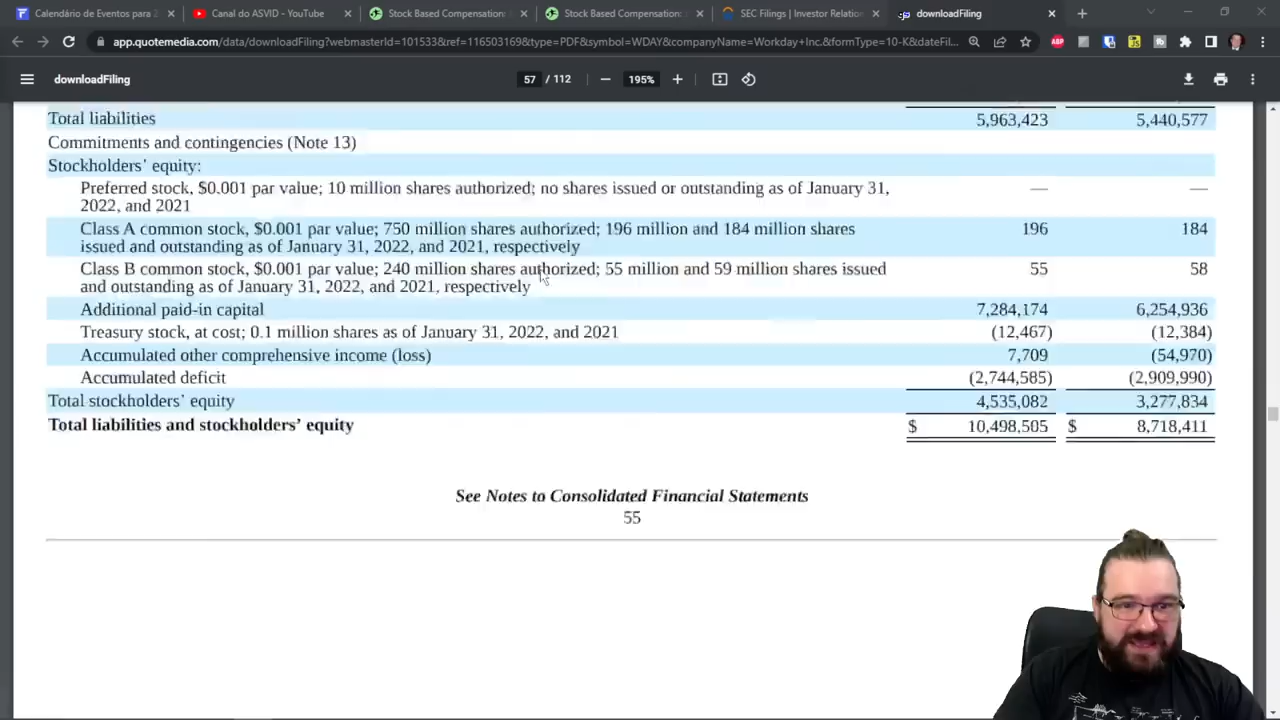 Calendário de Eventos para 2
Canal do ASVID - YouTube
Stock Based Compensation:
Stock Based Compensation:
SEC Filings | Investor Relation
downloadFiling
app.quotemedia.com/data/downloadFiling?webmasterId=101533&ref=116503169&type=PDF&symbol=WDAY&companyName=Workday+Inc.&formType=10-K&dateFil...
downloadFiling
57 / 112
195%
Total liabilities 5,963,423 5,440,577
Commitments and contingencies (Note 13)
Stockholders' equity:
Preferred stock, $0.001 par value; 10 million shares authorized; no shares issued or outstanding as of January 31, — —
2022, and 2021
Class A common stock, $0.001 par value; 750 million shares authorized; 196 million and 184 million shares 196 184
issued and outstanding as of January 31, 2022, and 2021, respectively
Class B common stock, $0.001 par value; 240 million shares authorized; 55 million and 59 million shares issued 55 58
and outstanding as of January 31, 2022, and 2021, respectively
Additional paid-in capital 7,284,174 6,254,936
Treasury stock, at cost; 0.1 million shares as of January 31, 2022, and 2021 (12,467) (12,384)
Accumulated other comprehensive income (loss) 7,709 (54,970)
Accumulated deficit (2,744,585) (2,909,990)
Total stockholders' equity 4,535,082 3,277,834
Total liabilities and stockholders' equity $ 10,498,505 $ 8,718,411
See Notes to Consolidated Financial Statements
55